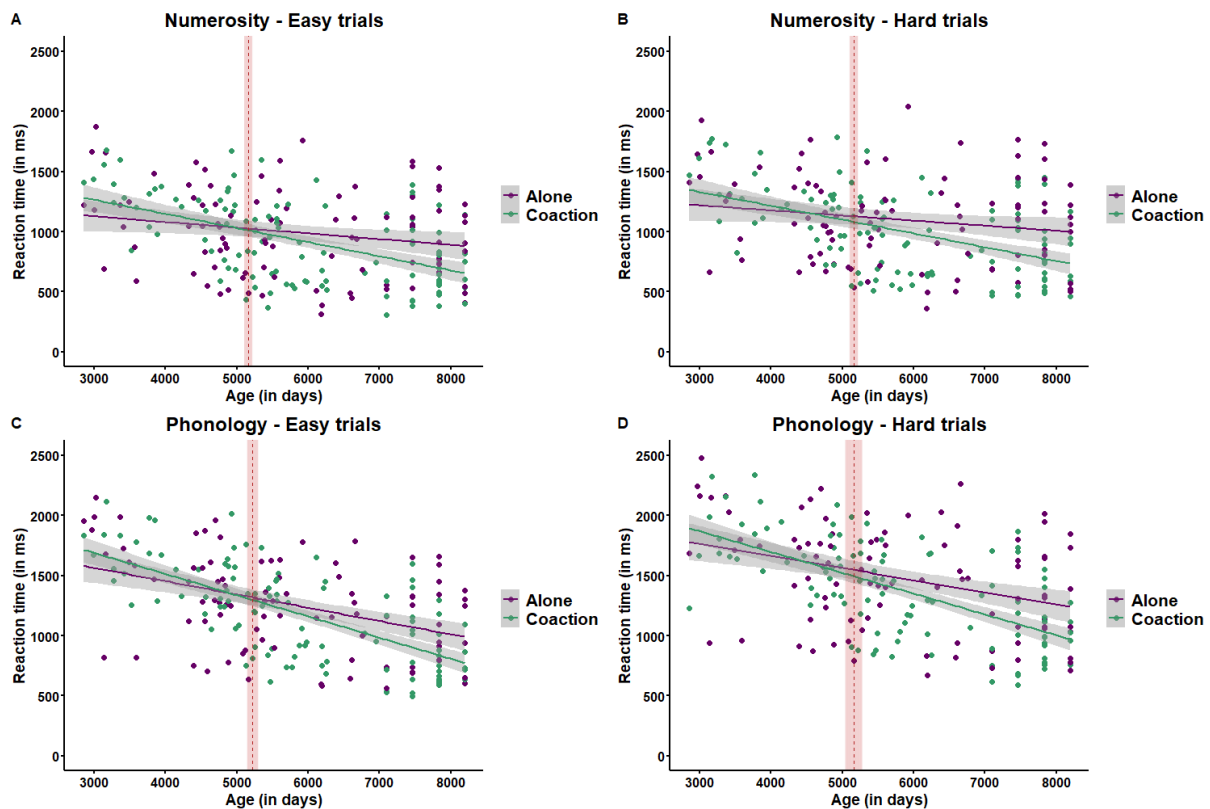 A
Numerosity - Easy trials
Reaction time (in ms)
2500
2000
1500
1000
500
0
3000 4000 5000 6000 7000 8000
Age (in days)
Alone
Coaction
B
Numerosity - Hard trials
Reaction time (in ms)
2500
2000
1500
1000
500
0
3000 4000 5000 6000 7000 8000
Age (in days)
Alone
Coaction
C
Phonology - Easy trials
Reaction time (in ms)
2500
2000
1500
1000
500
0
3000 4000 5000 6000 7000 8000
Age (in days)
Alone
Coaction
D
Phonology - Hard trials
Reaction time (in ms)
2500
2000
1500
1000
500
0
3000 4000 5000 6000 7000 8000
Age (in days)
Alone
Coaction